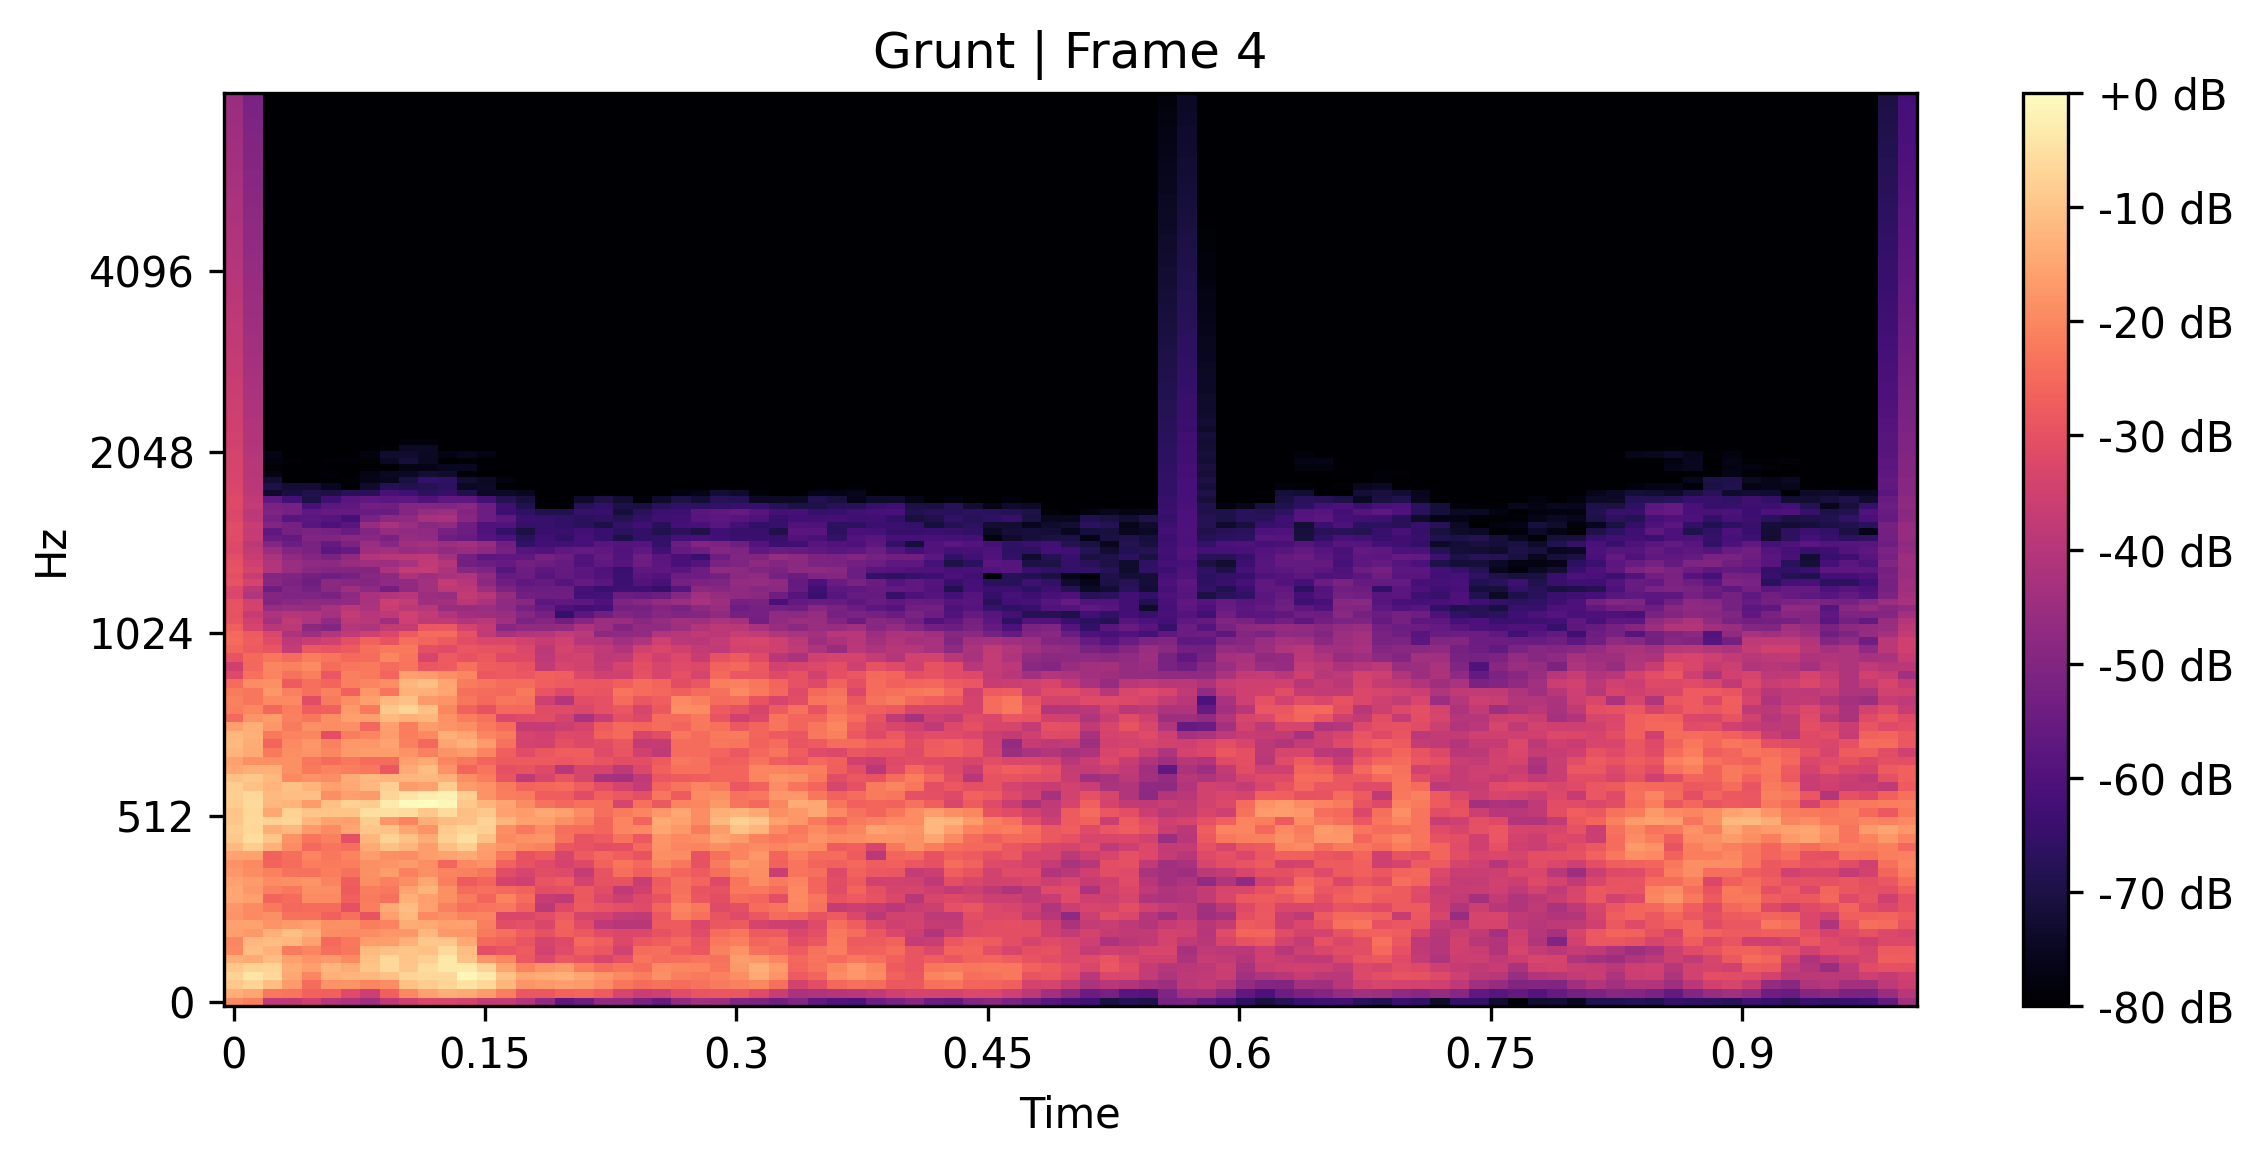 Grunt | Frame 4
+0 dB
-10 dB
-20 dB
-30 dB
-40 dB
-50 dB
-60 dB
-70 dB
-80 dB
Hz
4096
2048
1024
512
0
0 0.15 0.3 0.45 0.6 0.75 0.9
Time